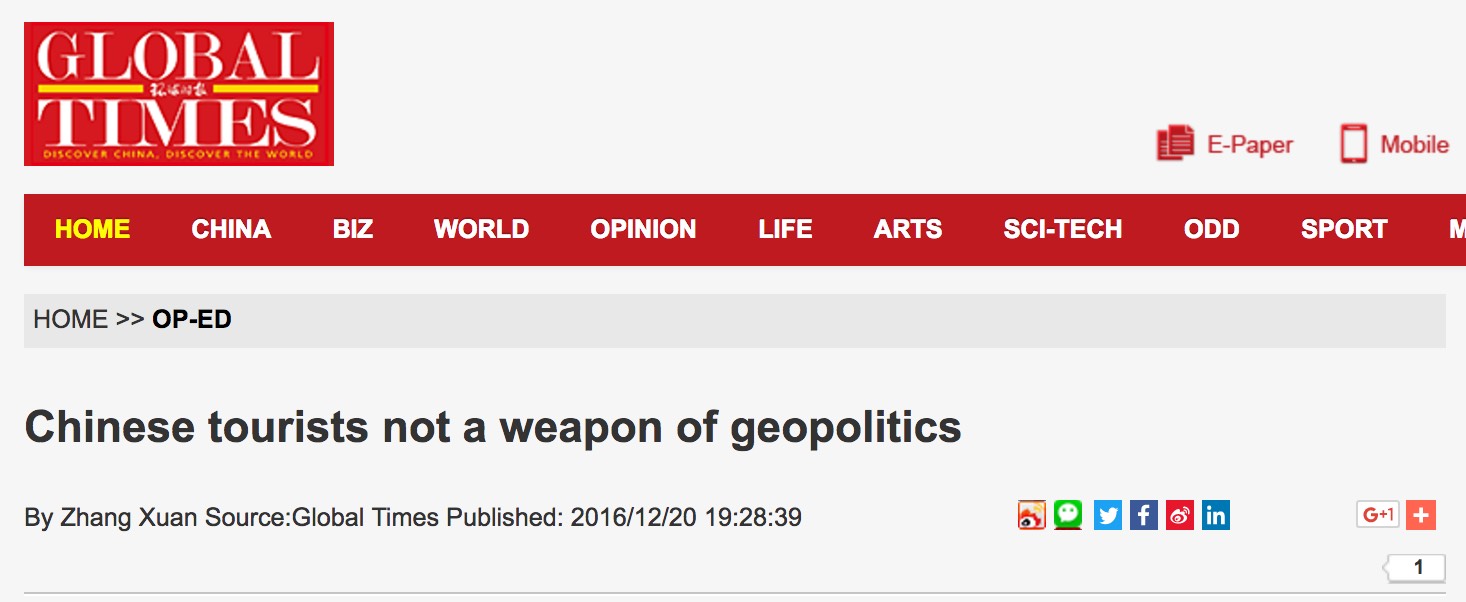 GLOBAL
环球时报
TIMES
DISCOVER CHINA, DISCOVER THE WORLD
E-Paper
Mobile
HOME CHINA BIZ WORLD OPINION LIFE ARTS SCI-TECH ODD SPORT M
HOME >> OP-ED
Chinese tourists not a weapon of geopolitics
By Zhang Xuan Source:Global Times Published: 2016/12/20 19:28:39
f
in
G+1
+
1